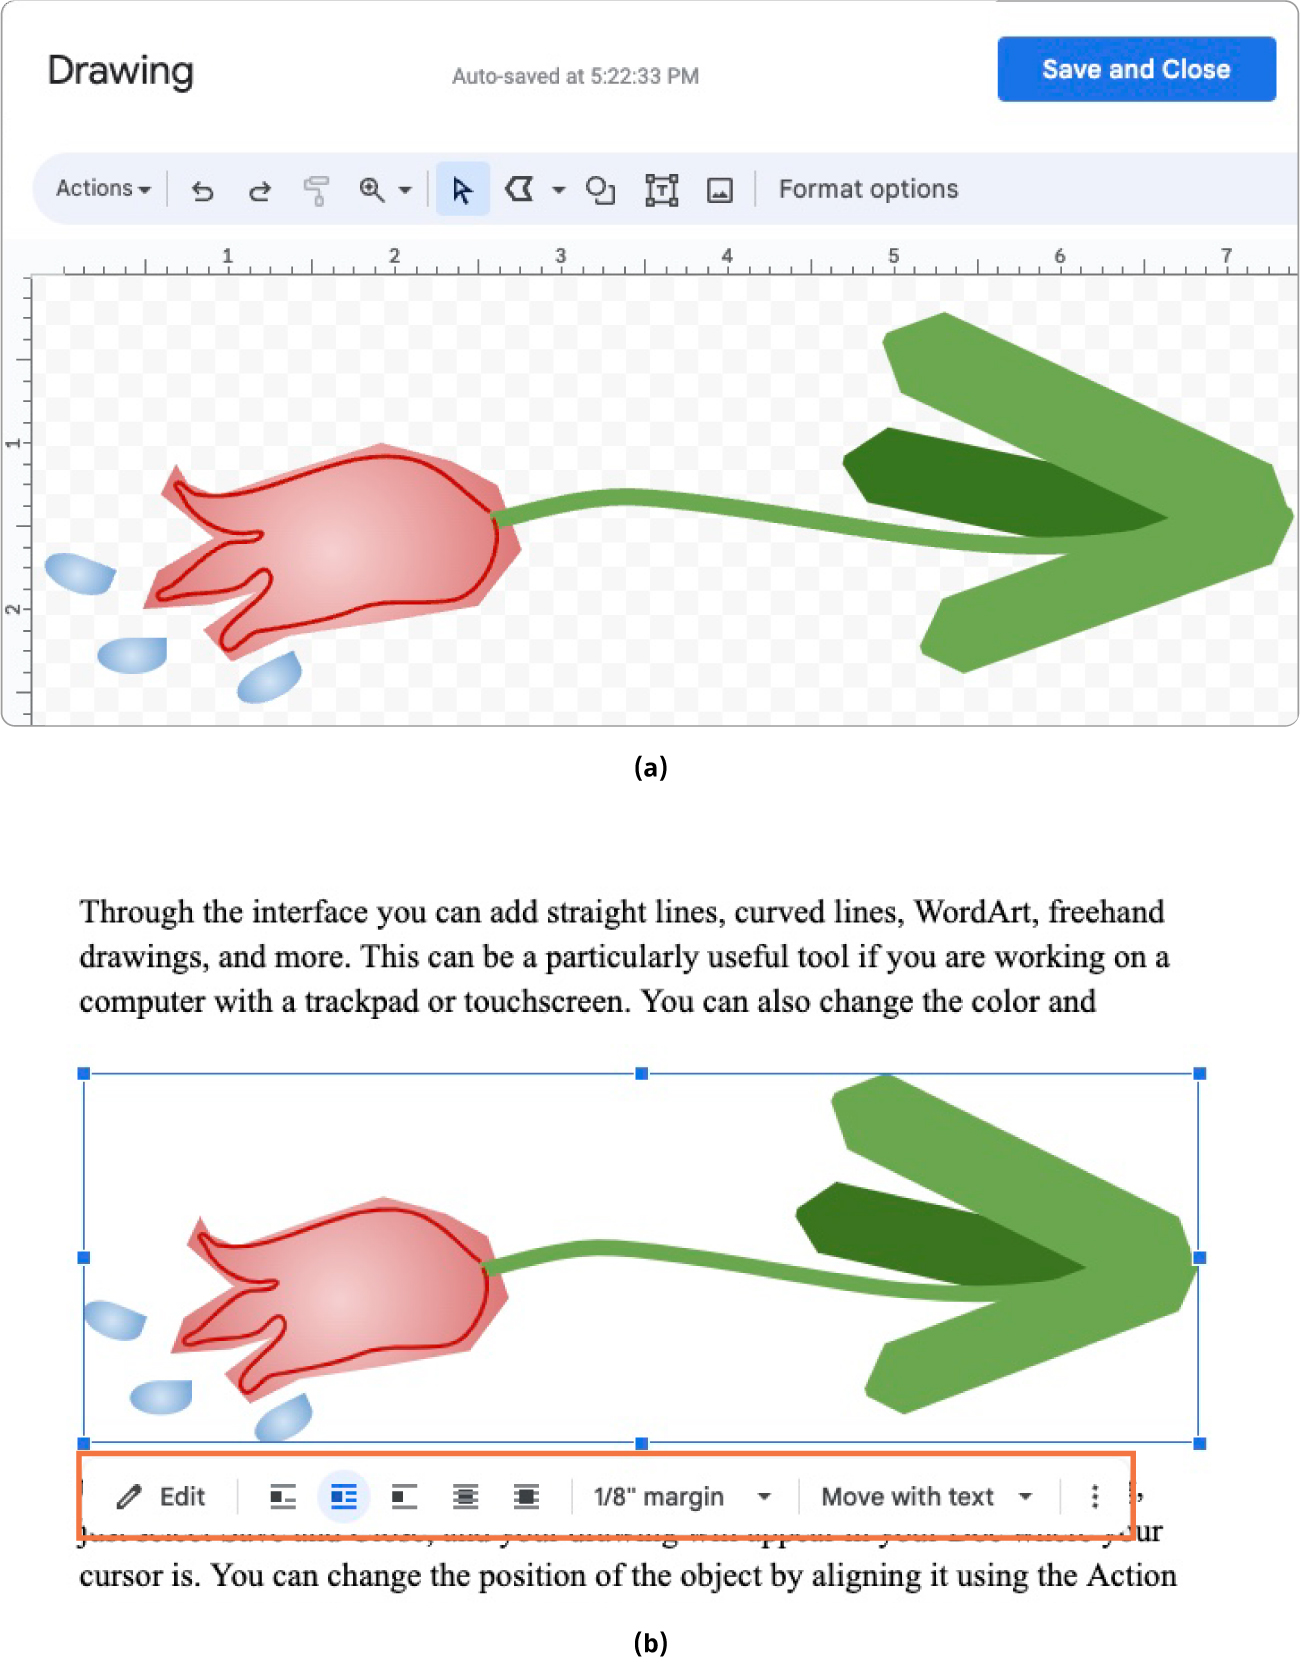 Drawing
Auto-saved at 5:22:33 PM
Save and Close
Actions
Format options
1 2 3 4 5 6 7
1
2
(a)
Through the interface you can add straight lines, curved lines, WordArt, freehand
drawings, and more. This can be a particularly useful tool if you are working on a
computer with a trackpad or touchscreen. You can also change the color and
Edit 1/8" margin Move with text
cursor is. You can change the position of the object by aligning it using the Action
(b)